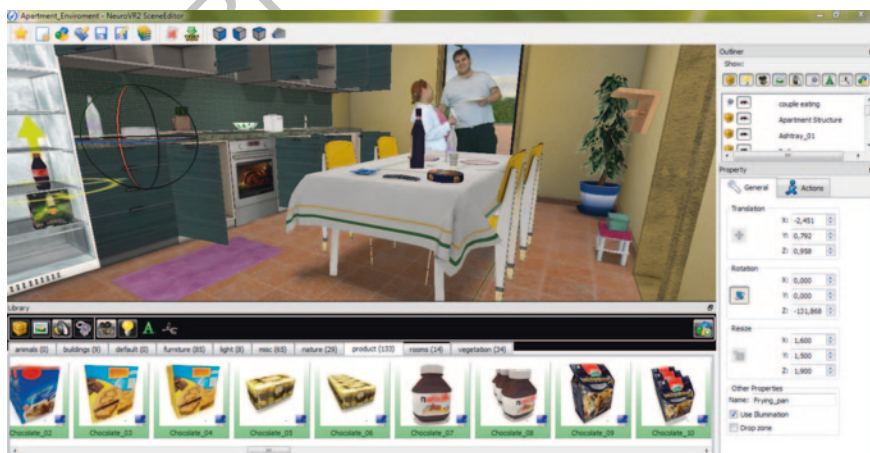 Apartment_Enviroment - NeuroVR2 SceneEditor
Outliner
Show:
couple eating
Apartment Structure
Ashtray_01
Property
General
Actions
Translation
X: -2,451
Y: 0,792
Z: 0,958
Rotation
X: 0,000
Y: 0,000
Z: -131,868
Resize
X: 1,600
Y: 1,500
Z: 1,900
Other Properties
Name: Frying_pan
Use Illumination
Drop zone
Library
A
animals (0) buildings (9) default (0) furniture (85) light (8) misc (65) nature (29) product (133) rooms (14) vegetation (34)
Chocolate_02 Chocolate_03 Chocolate_04 Chocolate_05 Chocolate_06 Chocolate_07 Chocolate_08 Chocolate_09 Chocolate_10